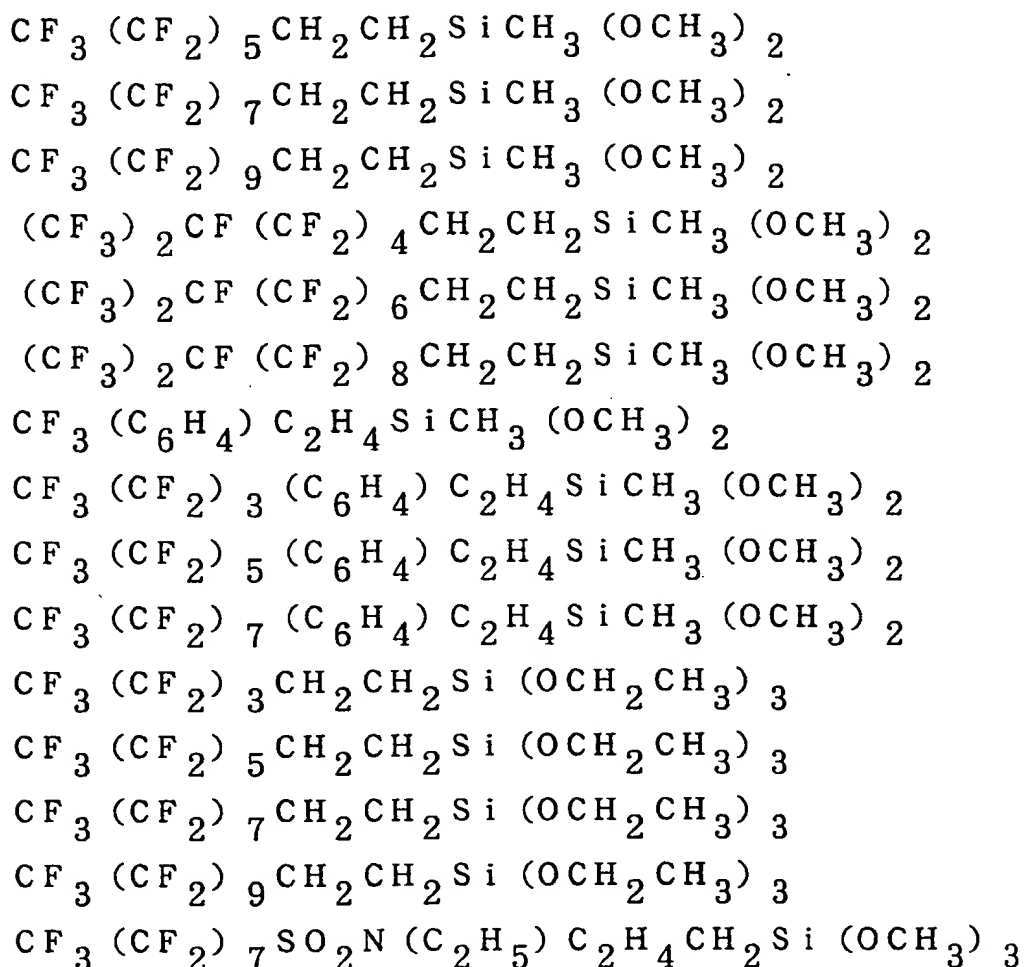 CF₃(CF₂)₅CH₂CH₂SiCH₃(OCH₃)₂
CF₃(CF₂)₇CH₂CH₂SiCH₃(OCH₃)₂
CF₃(CF₂)₉CH₂CH₂SiCH₃(OCH₃)₂
(CF₃)₂CF(CF₂)₄CH₂CH₂SiCH₃(OCH₃)₂
(CF₃)₂CF(CF₂)₆CH₂CH₂SiCH₃(OCH₃)₂
(CF₃)₂CF(CF₂)₈CH₂CH₂SiCH₃(OCH₃)₂
CF₃(C₆H₄)C₂H₄SiCH₃(OCH₃)₂
CF₃(CF₂)₃(C₆H₄)C₂H₄SiCH₃(OCH₃)₂
CF₃(CF₂)₅(C₆H₄)C₂H₄SiCH₃(OCH₃)₂
CF₃(CF₂)₇(C₆H₄)C₂H₄SiCH₃(OCH₃)₂
CF₃(CF₂)₃CH₂CH₂Si(OCH₂CH₃)₃
CF₃(CF₂)₅CH₂CH₂Si(OCH₂CH₃)₃
CF₃(CF₂)₇CH₂CH₂Si(OCH₂CH₃)₃
CF₃(CF₂)₉CH₂CH₂Si(OCH₂CH₃)₃
CF₃(CF₂)₇SO₂N(C₂H₅)C₂H₄CH₂Si(OCH₃)₃